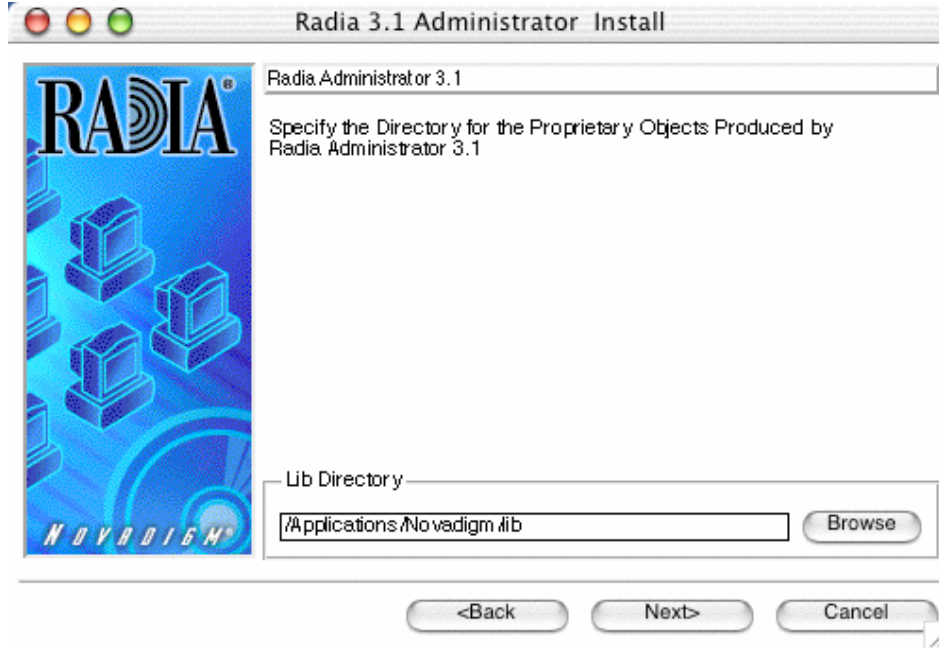 Radia 3.1 Administrator Install
RADIA®
Radia Administrator 3.1
Specify the Directory for the Proprietary Objects Produced by
Radia Administrator 3.1
Lib Directory
/Applications/Novadigm/lib
Browse
NOVADIGM®
<Back
Next>
Cancel